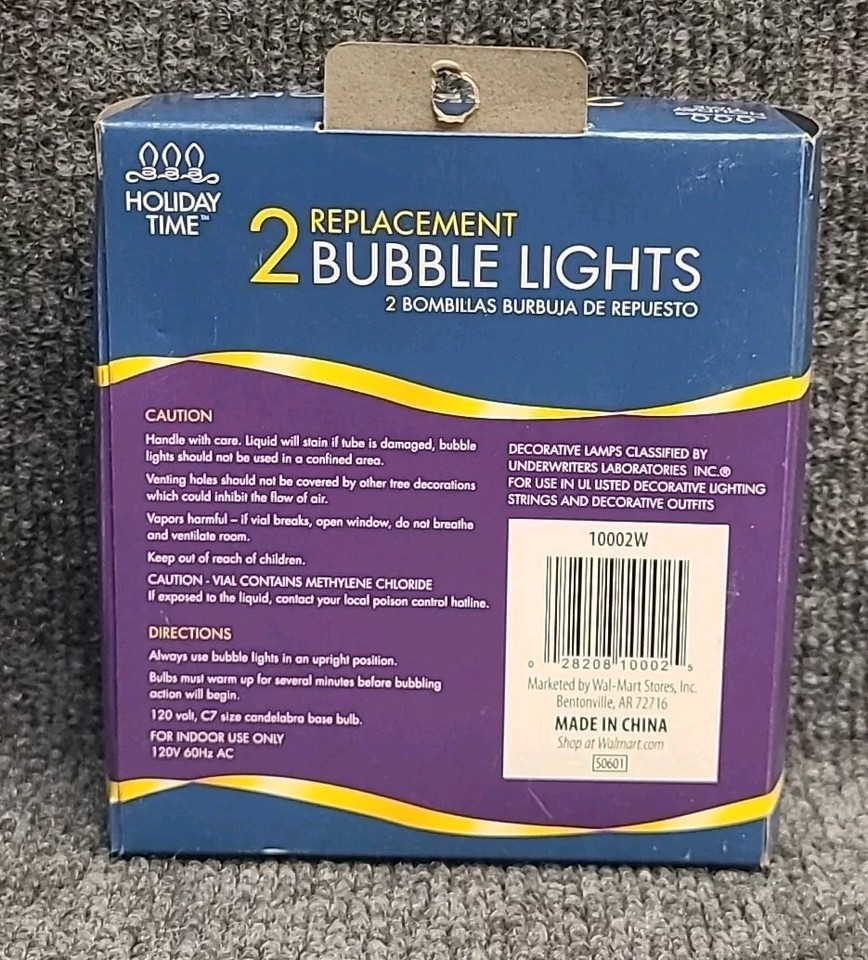 HOLIDAY
TIME™
2 REPLACEMENT
BUBBLE LIGHTS
2 BOMBILLAS BURBUJA DE REPUESTO
CAUTION
Handle with care. Liquid will stain if tube is damaged, bubble
lights should not be used in a confined area.
Venting holes should not be covered by other tree decorations
which could inhibit the flow of air.
Vapors harmful – if vial breaks, open window, do not breathe
and ventilate room.
Keep out of reach of children.
CAUTION - VIAL CONTAINS METHYLENE CHLORIDE
If exposed to the liquid, contact your local poison control hotline.
DIRECTIONS
Always use bubble lights in an upright position.
Bulbs must warm up for several minutes before bubbling
action will begin.
120 volt, C7 size candelabra base bulb.
FOR INDOOR USE ONLY
120V 60Hz AC
DECORATIVE LAMPS CLASSIFIED BY
UNDERWRITERS LABORATORIES INC.®
FOR USE IN UL LISTED DECORATIVE LIGHTING
STRINGS AND DECORATIVE OUTFITS
10002W
0 28208 10002 5
Marketed by Wal-Mart Stores, Inc.
Bentonville, AR 72716
MADE IN CHINA
Shop at Walmart.com
S0601